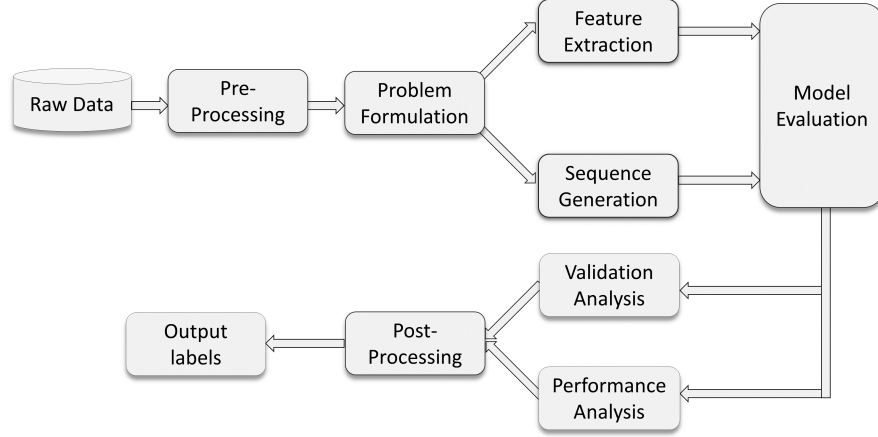 Raw Data
Pre-
Processing
Problem
Formulation
Feature
Extraction
Sequence
Generation
Model
Evaluation
Validation
Analysis
Performance
Analysis
Post-
Processing
Output
labels